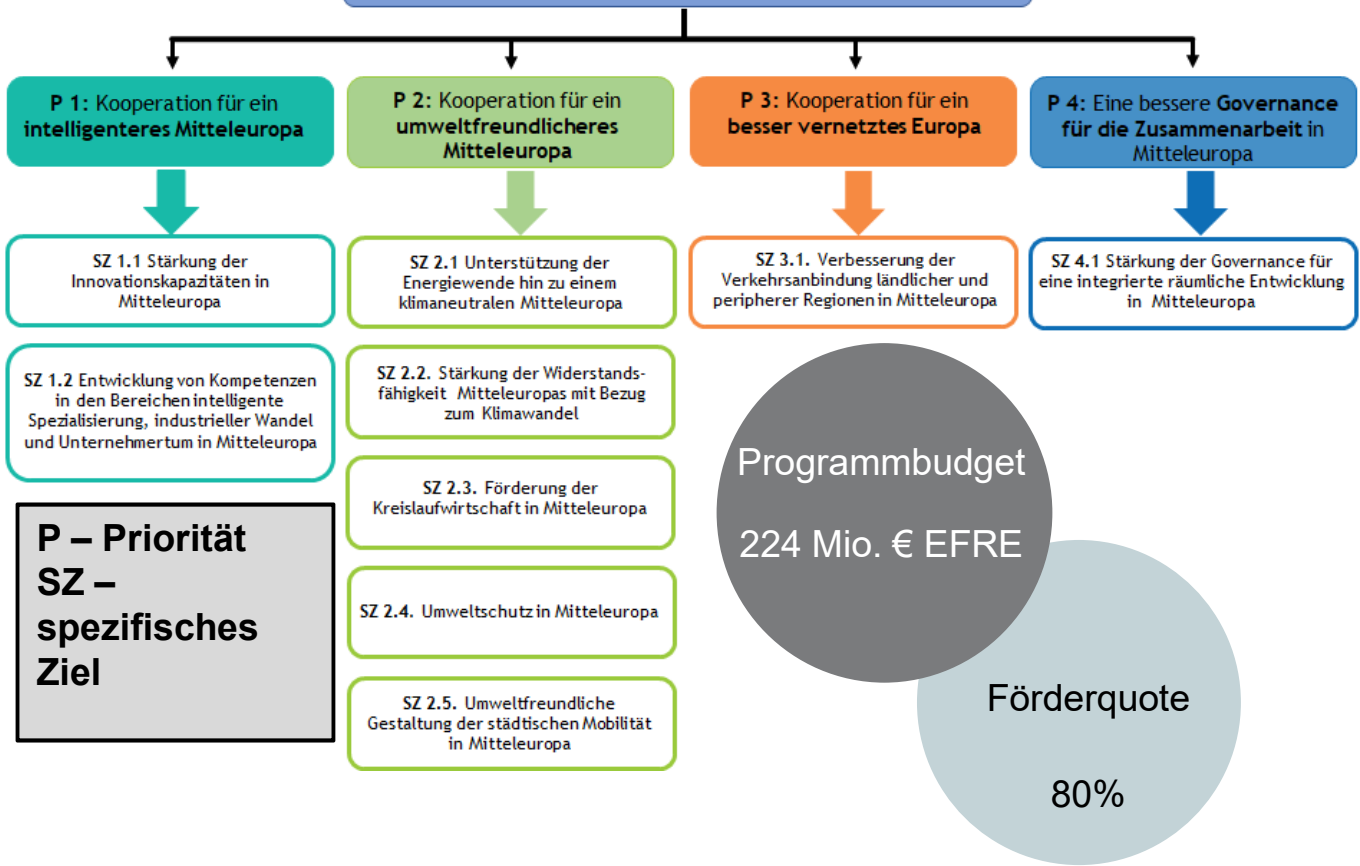 P 1: Kooperation für ein
intelligenteres Mitteleuropa
P 2: Kooperation für ein
umweltfreundlicheres
Mitteleuropa
P 3: Kooperation für ein
besser vernetztes Europa
P 4: Eine bessere Governance
für die Zusammenarbeit in
Mitteleuropa
SZ 1.1 Stärkung der
Innovationskapazitäten in
Mitteleuropa
SZ 1.2 Entwicklung von Kompetenzen
in den Bereichen intelligente
Spezialisierung, industrieller Wandel
und Unternehmertum in Mitteleuropa
SZ 2.1 Unterstützung der
Energiewende hin zu einem
klimaneutralen Mitteleuropa
SZ 2.2. Stärkung der Widerstands-
fähigkeit Mitteleuropas mit Bezug
zum Klimawandel
SZ 2.3. Förderung der
Kreislaufwirtschaft in Mitteleuropa
SZ 2.4. Umweltschutz in Mitteleuropa
SZ 2.5. Umweltfreundliche
Gestaltung der städtischen Mobilität
in Mitteleuropa
SZ 3.1. Verbesserung der
Verkehrsanbindung ländlicher und
peripherer Regionen in Mitteleuropa
SZ 4.1 Stärkung der Governance für
eine integrierte räumliche Entwicklung
in Mitteleuropa
P – Priorität
SZ –
spezifisches
Ziel
Programmbudget
224 Mio. € EFRE
Förderquote
80%